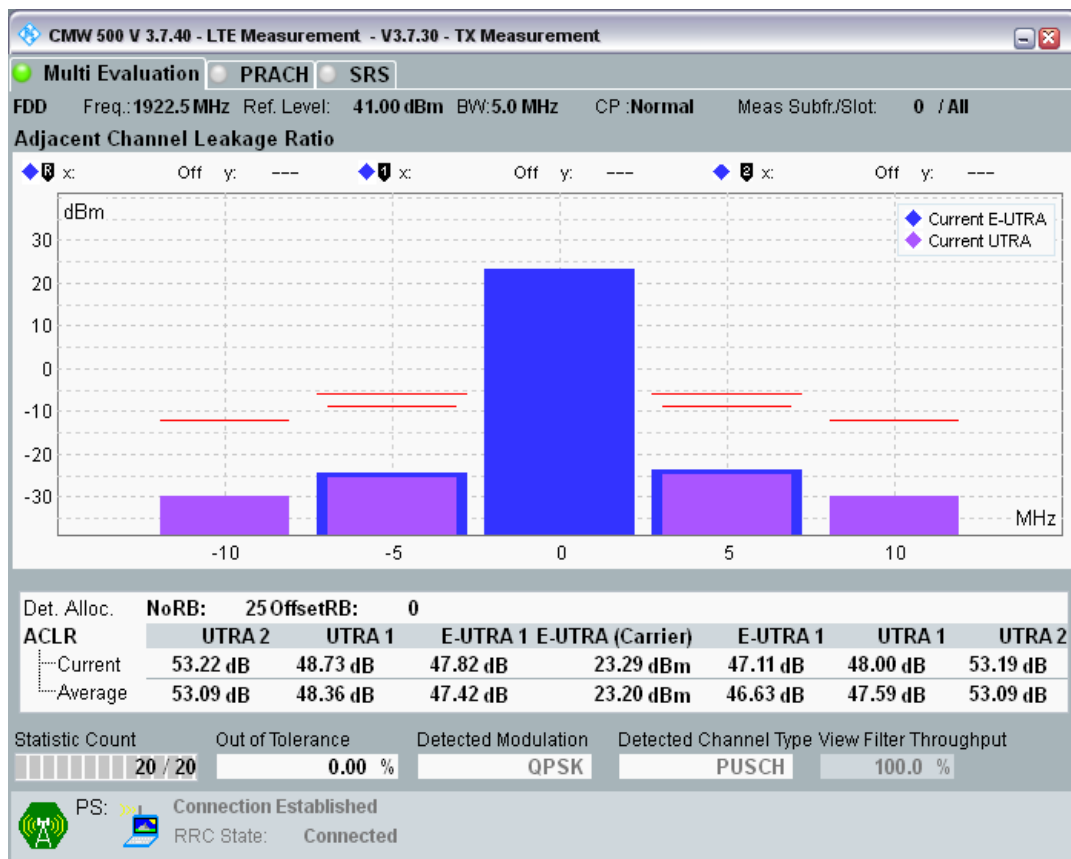 CMW 500 V 3.7.40 - LTE Measurement - V3.7.30 - TX Measurement
Multi Evaluation PRACH SRS
FDD Freq.:1922.5 MHz Ref. Level: 41.00 dBm BW:5.0 MHz CP :Normal Meas Subfr./Slot: 0 / All
Adjacent Channel Leakage Ratio
R x: Off y: --- 1 x: Off y: --- 2 x: Off y: ---
dBm
Current E-UTRA
Current UTRA
30
20
10
0
-10
-20
-30
MHz
-10 -5 0 5 10
Det. Alloc. NoRB: 25 OffsetRB: 0
ACLR UTRA 2 UTRA 1 E-UTRA 1 E-UTRA (Carrier) E-UTRA 1 UTRA 1 UTRA 2
Current 53.22 dB 48.73 dB 47.82 dB 23.29 dBm 47.11 dB 48.00 dB 53.19 dB
Average 53.09 dB 48.36 dB 47.42 dB 23.20 dBm 46.63 dB 47.59 dB 53.09 dB
Statistic Count Out of Tolerance Detected Modulation Detected Channel Type View Filter Throughput
20 / 20 0.00 % QPSK PUSCH 100.0 %
PS: Connection Established
RRC State: Connected